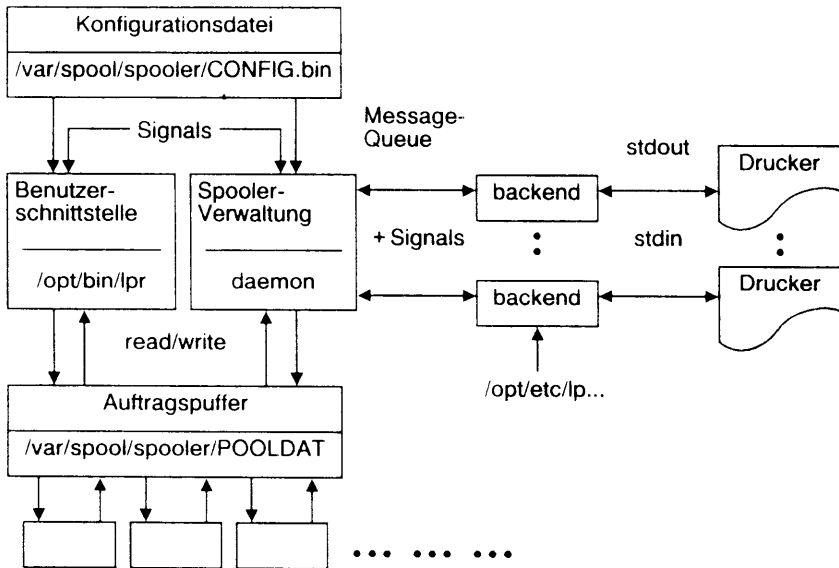 Konfigurationsdatei
/var/spool/spooler/CONFIG.bin
Signals
Message-
Queue
Benutzer-
schnittstelle
/opt/bin/lpr
Spooler-
Verwaltung
daemon
+ Signals
backend
backend
stdout
stdin
Drucker
Drucker
/opt/etc/lp...
read/write
Auftragspuffer
/var/spool/spooler/POOLDAT